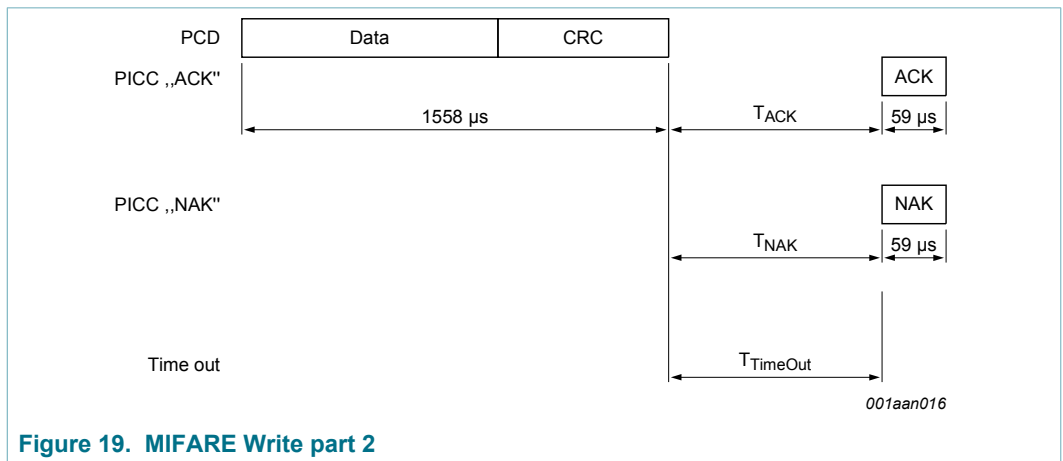 PCD Data CRC
PICC ,,ACK" ACK
1558 µs TACK 59 µs
PICC ,,NAK" NAK
TNAK 59 µs
Time out TTimeOut
001aan016
Figure 19. MIFARE Write part 2